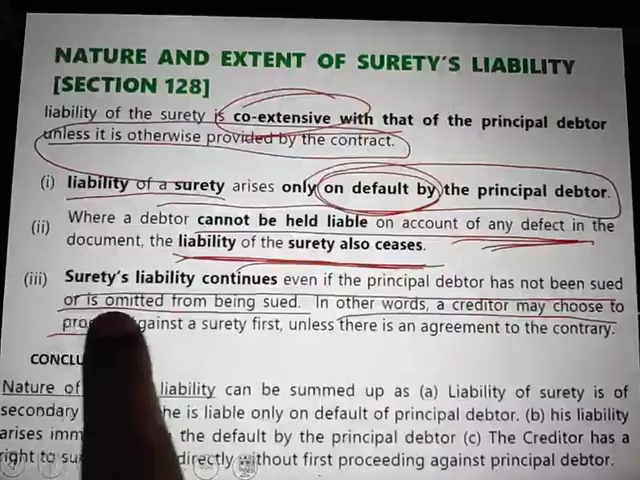 NATURE AND EXTENT OF SURETY'S LIABILITY
[SECTION 128]
liability of the surety is co-extensive with that of the principal debtor
unless it is otherwise provided by the contract.
(i) liability of a surety arises only on default by the principal debtor.
(ii) Where a debtor cannot be held liable on account of any defect in the
document, the liability of the surety also ceases.
(iii) Surety's liability continues even if the principal debtor has not been sued
or is omitted from being sued. In other words, a creditor may choose to
against a surety first, unless there is an agreement to the contrary.
Nature of liability can be summed up as (a) Liability of surety is of
secondary he is liable only on default of principal debtor. (b) his liability
arises the default by the principal debtor (c) The Creditor has a
right to directly without first proceeding against principal debtor.